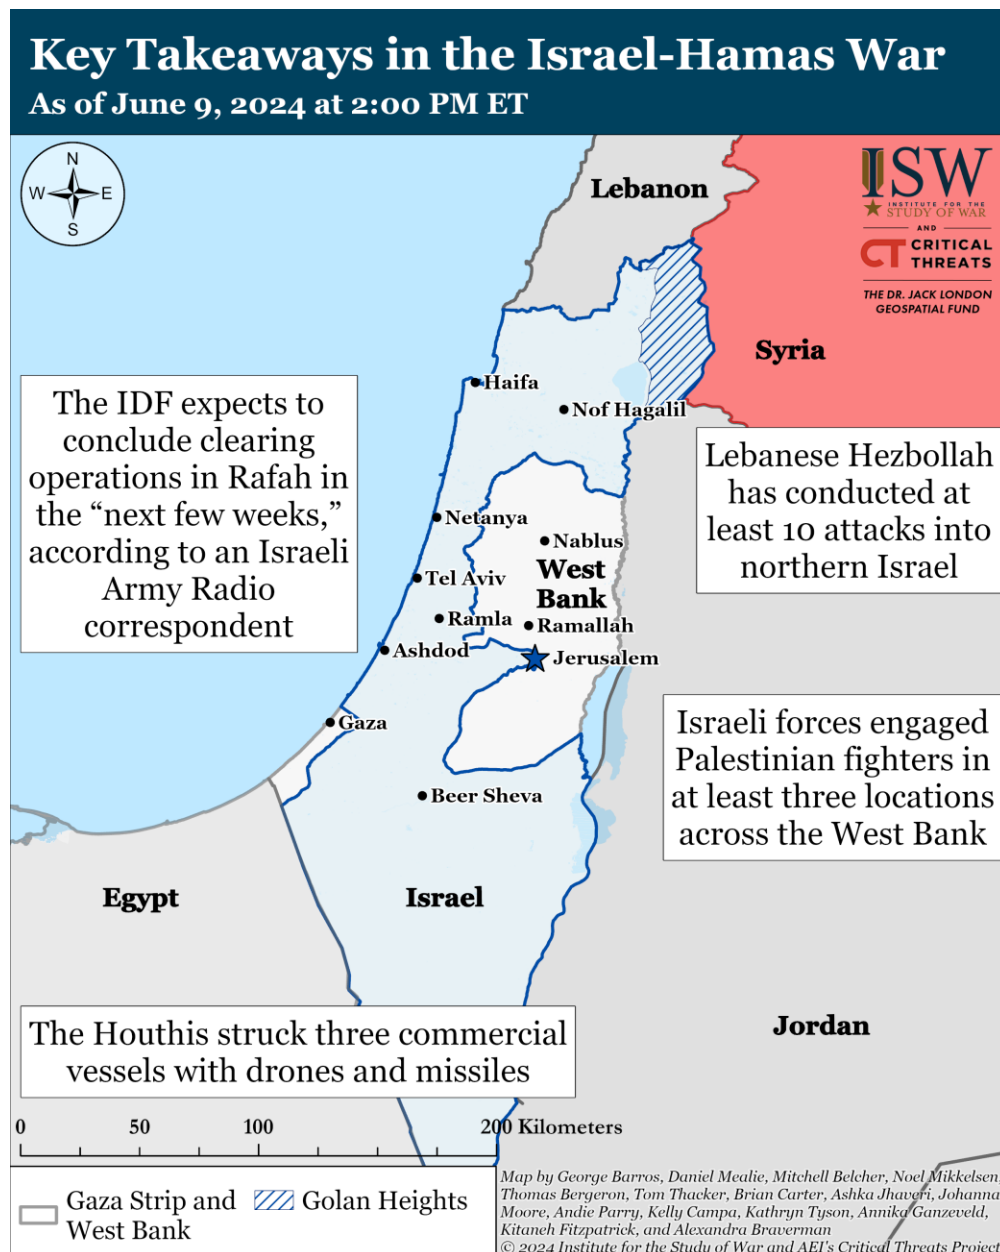 Key Takeaways in the Israel-Hamas War
As of June 9, 2024 at 2:00 PM ET
N
W
E
S
Lebanon
ISW
INSTITUTE FOR THE
STUDY OF WAR
AND
CT CRITICAL
THREATS
THE DR. JACK LONDON
GEOSPATIAL FUND
Syria
Haifa
Nof Hagalil
The IDF expects to
conclude clearing
operations in Rafah in
the “next few weeks,”
according to an Israeli
Army Radio
correspondent
Lebanese Hezbollah
has conducted at
least 10 attacks into
northern Israel
Netanya
Nablus
West
Bank
Tel Aviv
Ramla
Ramallah
Ashdod
Jerusalem
Gaza
Israeli forces engaged
Palestinian fighters in
at least three locations
across the West Bank
Beer Sheva
Egypt
Israel
Jordan
The Houthis struck three commercial
vessels with drones and missiles
0 50 100 200 Kilometers
Gaza Strip and
West Bank
Golan Heights
Map by George Barros, Daniel Mealie, Mitchell Belcher, Noel Mikkelsen,
Thomas Bergeron, Tom Thacker, Brian Carter, Ashka Jhaveri, Johanna
Moore, Andie Parry, Kelly Campa, Kathryn Tyson, Annika Ganzeveld,
Kitaneh Fitzpatrick, and Alexandra Braverman
© 2024 Institute for the Study of War and AEI's Critical Threats Project